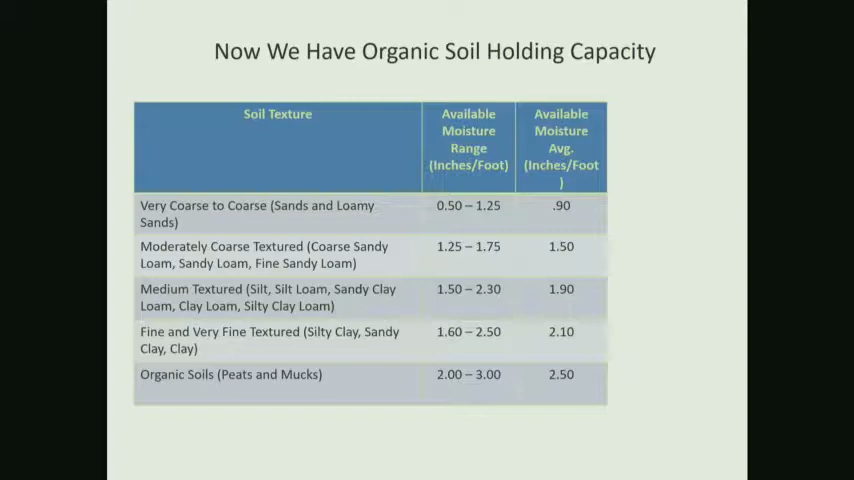 Now We Have Organic Soil Holding Capacity
Soil Texture
Available
Moisture
Range
(Inches/Foot)
Available
Moisture
Avg.
(Inches/Foot
)
Very Coarse to Coarse (Sands and Loamy
Sands)
0.50 – 1.25
.90
Moderately Coarse Textured (Coarse Sandy
Loam, Sandy Loam, Fine Sandy Loam)
1.25 – 1.75
1.50
Medium Textured (Silt, Silt Loam, Sandy Clay
Loam, Clay Loam, Silty Clay Loam)
1.50 – 2.30
1.90
Fine and Very Fine Textured (Silty Clay, Sandy
Clay, Clay)
1.60 – 2.50
2.10
Organic Soils (Peats and Mucks)
2.00 – 3.00
2.50